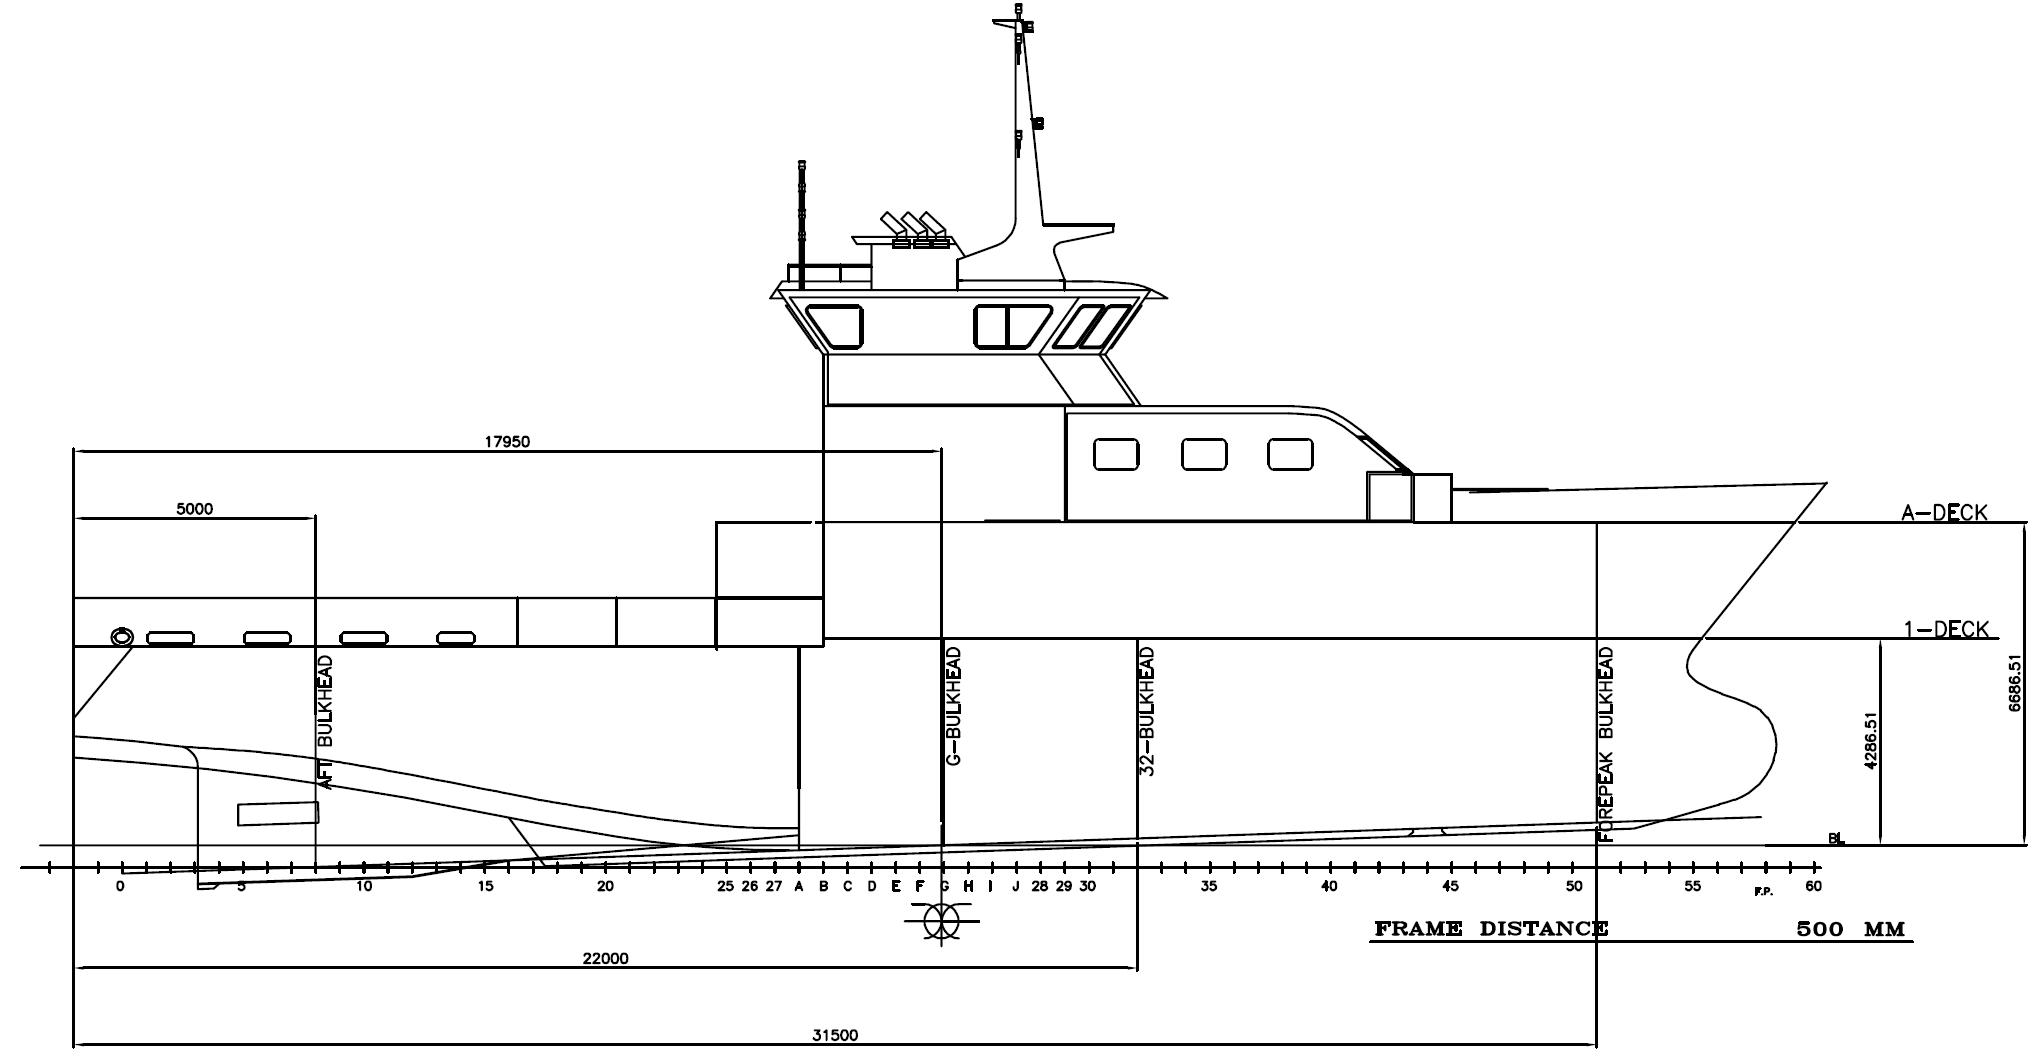 17950
5000
A-DECK
1-DECK
AFT BULKHEAD
G-BULKHEAD
32-BULKHEAD
FOREPEAK BULKHEAD
4286.51
6686.51
BL
0 5 10 15 20 25 26 27 A B C D E F G H I J 28 29 30 35 40 45 50 55 F.P. 60
FRAME DISTANCE 500 MM
22000
31500